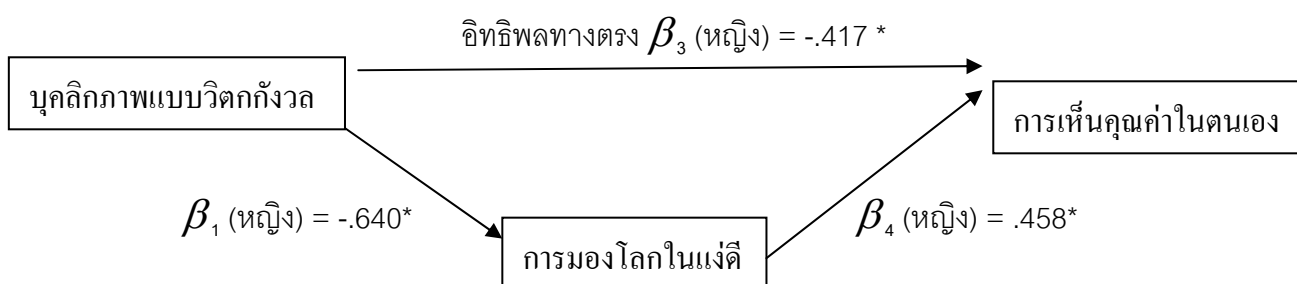 อิทธิพลทางตรง β₃ (หญิง) = -.417 *
บุคลิกภาพแบบวิตกกังวล
การเห็นคุณค่าในตนเอง
β₁ (หญิง) = -.640*
β₄ (หญิง) = .458*
การมองโลกในแง่ดี